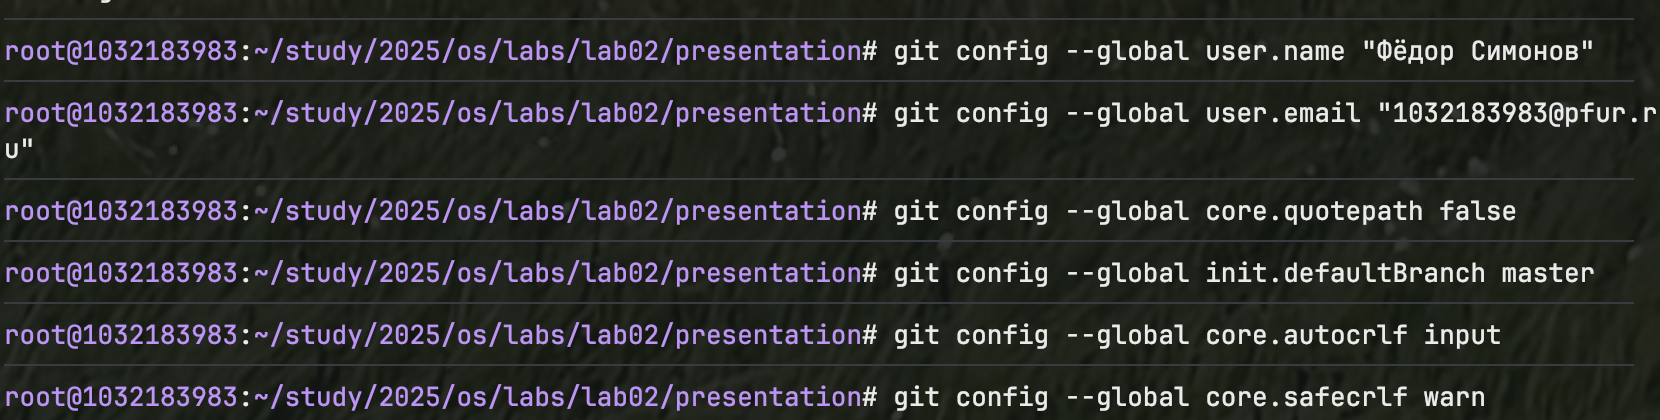 root@1032183983:~/study/2025/os/labs/lab02/presentation# git config --global user.name "Фёдор Симонов"
root@1032183983:~/study/2025/os/labs/lab02/presentation# git config --global user.email "1032183983@pfur.r
u"
root@1032183983:~/study/2025/os/labs/lab02/presentation# git config --global core.quotepath false
root@1032183983:~/study/2025/os/labs/lab02/presentation# git config --global init.defaultBranch master
root@1032183983:~/study/2025/os/labs/lab02/presentation# git config --global core.autocrlf input
root@1032183983:~/study/2025/os/labs/lab02/presentation# git config --global core.safecrlf warn